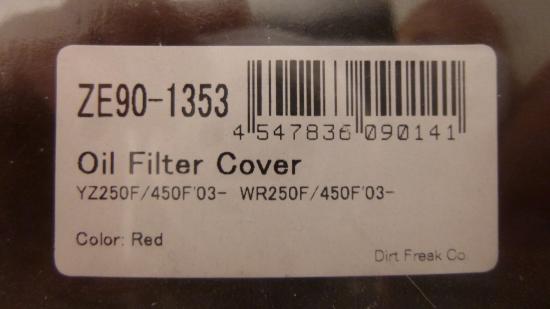 ZE90-1353
4 547836 090141
Oil Filter Cover
YZ250F/450F'03- WR250F/450F'03-
Color: Red
Dirt Freak Co.